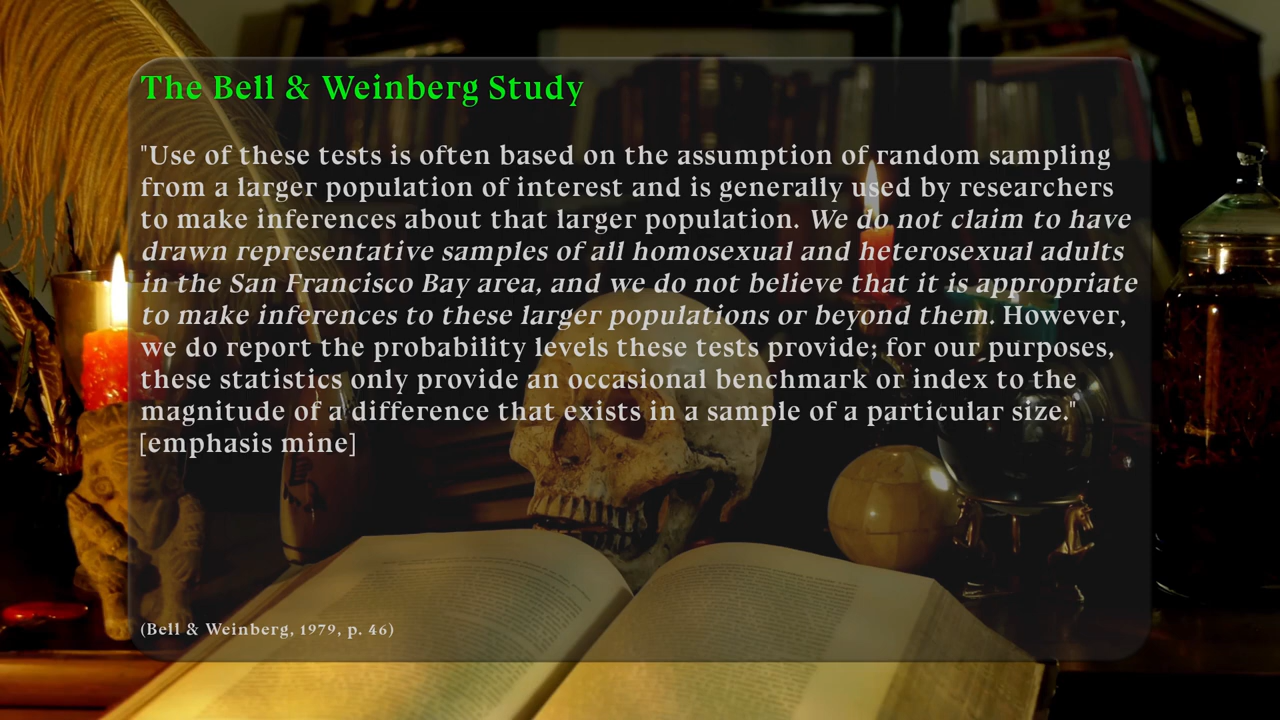 The Bell & Weinberg Study
"Use of these tests is often based on the assumption of random sampling
from a larger population of interest and is generally used by researchers
to make inferences about that larger population. We do not claim to have
drawn representative samples of all homosexual and heterosexual adults
in the San Francisco Bay area, and we do not believe that it is appropriate
to make inferences to these larger populations or beyond them. However,
we do report the probability levels these tests provide; for our purposes,
these statistics only provide an occasional benchmark or index to the
magnitude of a difference that exists in a sample of a particular size."
[emphasis mine]
(Bell & Weinberg, 1979, p. 46)